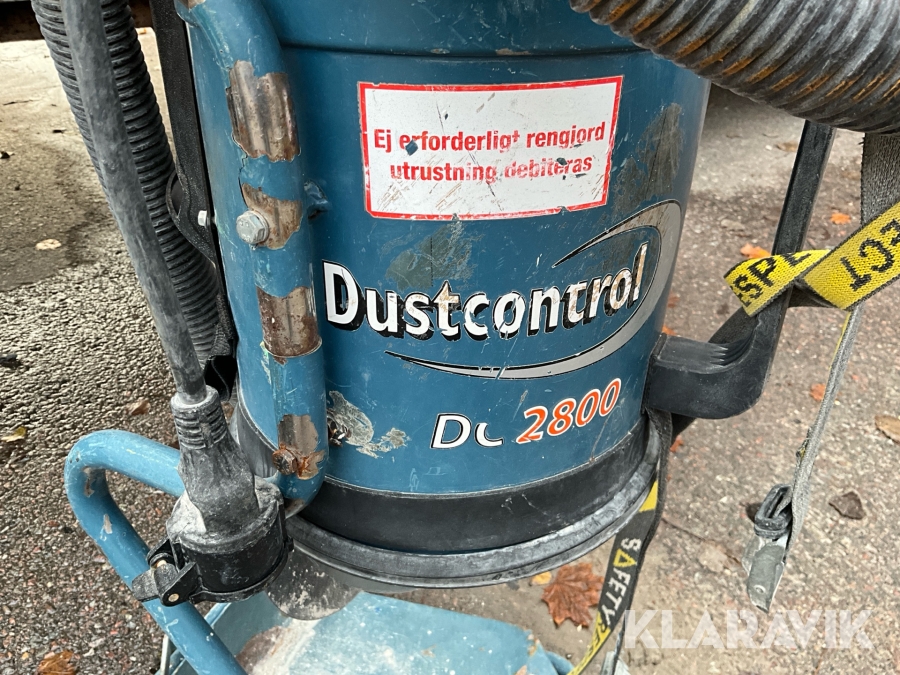 Ej erforderligt rengjord
utrustning debiteras
Dustcontrol
DC 2800
SAFETY
KLARAVIK